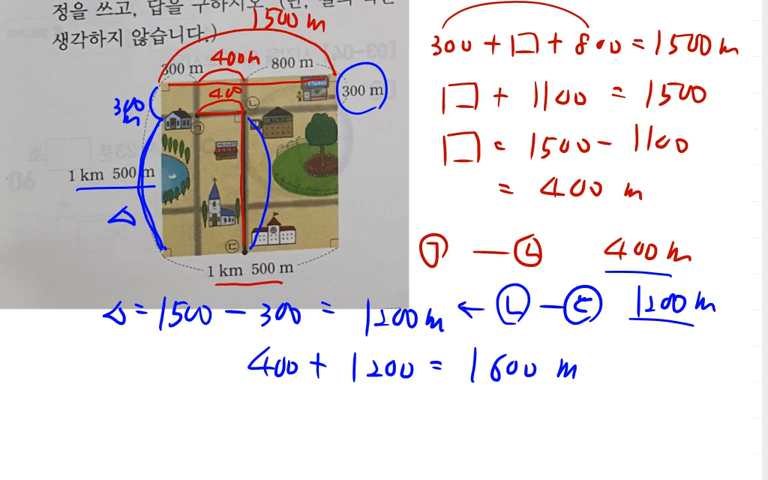 정을 쓰고, 답을 구하시오.
생각하지 않습니다.)
1500 m
400m
300 m
800 m
400
㉡
300 m
300 m
㉠
1 km 500 m
△
㉢
1 km 500 m
300 + □ + 800 = 1500 m
□ + 1100 = 1500
□ = 1500 - 1100
= 400 m
㉠ — ㉡ 400 m
△ = 1500 - 300 = 1200 m ← ㉡ — ㉢ 1200 m
400 + 1200 = 1600 m